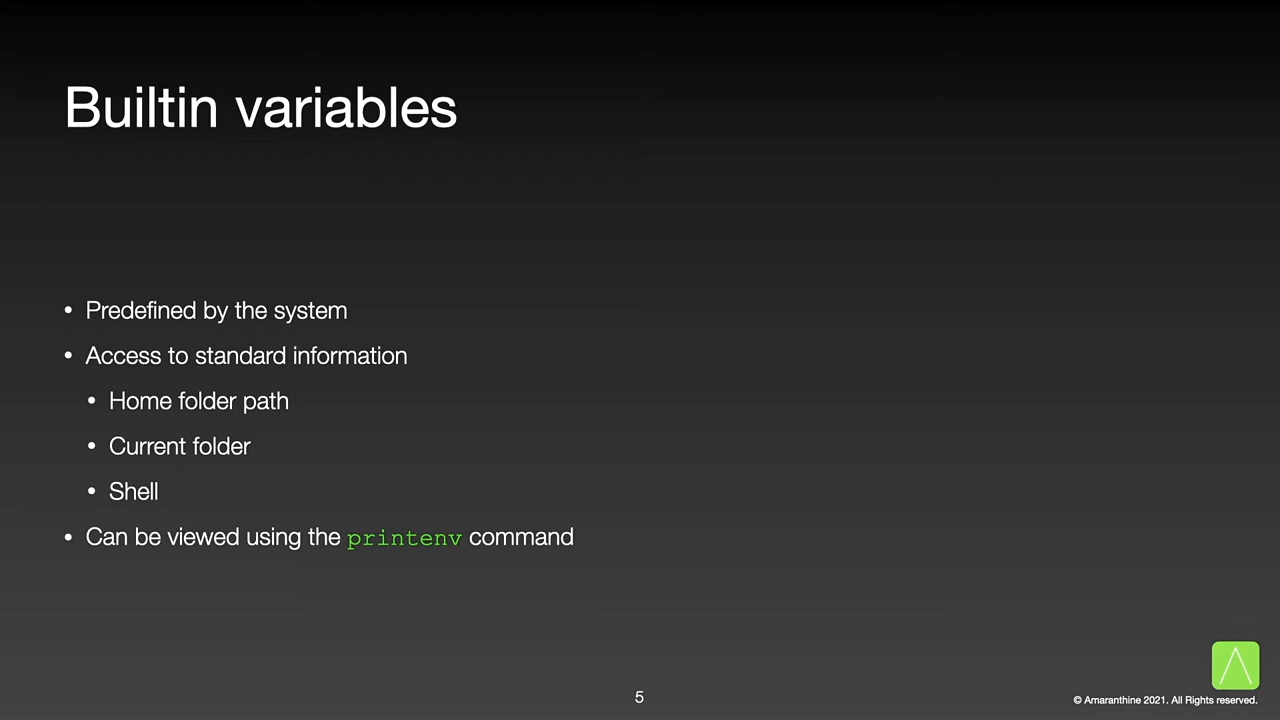 Builtin variables
• Predefined by the system
• Access to standard information
• Home folder path
• Current folder
• Shell
• Can be viewed using the printenv command
5
© Amaranthine 2021. All Rights reserved.